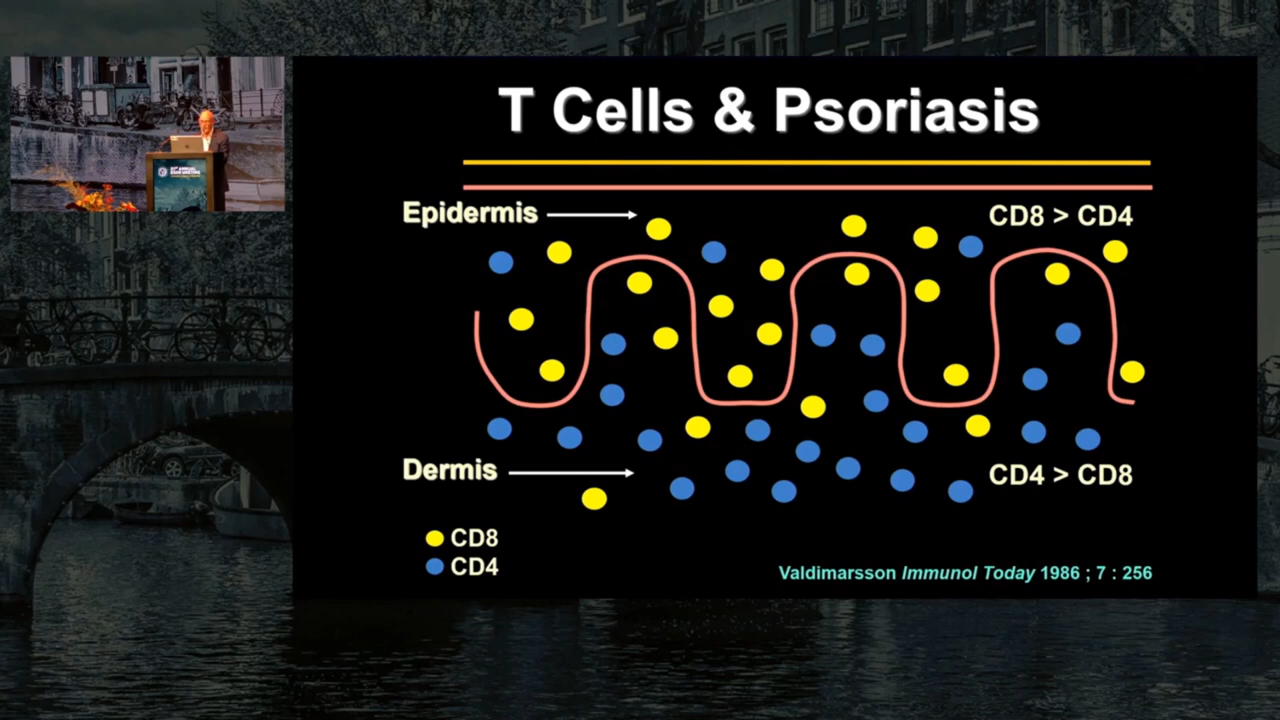 T Cells & Psoriasis
Epidermis
CD8 > CD4
Dermis
CD4 > CD8
CD8
CD4
Valdimarsson Immunol Today 1986 ; 7 : 256